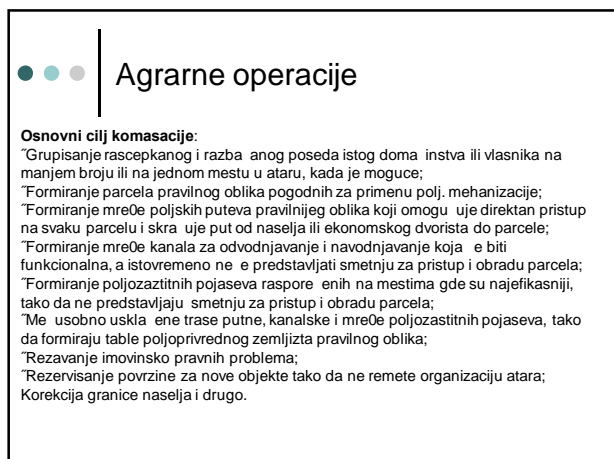 Agrarne operacije
Osnovni cilj komasacije:
˝Grupisanje rascepkanog i razba anog poseda istog doma instva ili vlasnika na
manjem broju ili na jednom mestu u ataru, kada je moguce;
˝Formiranje parcela pravilnog oblika pogodnih za primenu polj. mehanizacije;
˝Formiranje mre0e poljskih puteva pravilnijeg oblika koji omogu uje direktan pristup
na svaku parcelu i skra uje put od naselja ili ekonomskog dvorista do parcele;
˝Formiranje mre0e kanala za odvodnjavanje i navodnjavanje koja e biti
funkcionalna, a istovremeno ne e predstavljati smetnju za pristup i obradu parcela;
˝Formiranje poljozaztitnih pojaseva raspore enih na mestima gde su najefikasniji,
tako da ne predstavljaju smetnju za pristup i obradu parcela;
˝Me usobno uskla ene trase putne, kanalske i mre0e poljozastitnih pojaseva, tako
da formiraju table poljoprivrednog zemljizta pravilnog oblika;
˝Rezavanje imovinsko pravnih problema;
˝Rezervisanje povrzine za nove objekte tako da ne remete organizaciju atara;
Korekcija granice naselja i drugo.